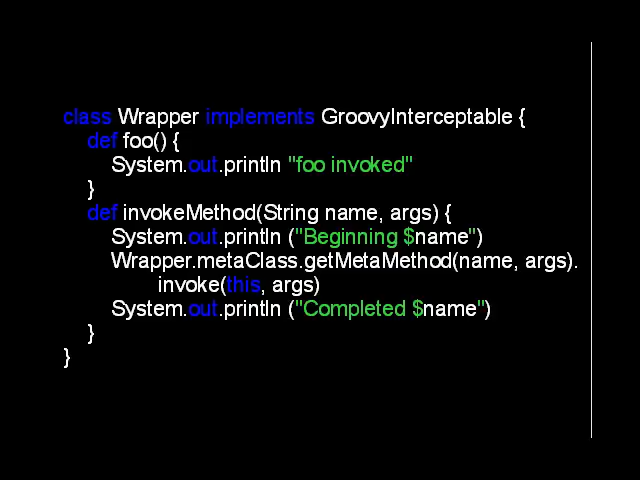 class Wrapper implements GroovyInterceptable {
def foo() {
System.out.println "foo invoked"
}
def invokeMethod(String name, args) {
System.out.println ("Beginning $name")
Wrapper.metaClass.getMetaMethod(name, args).
invoke(this, args)
System.out.println ("Completed $name")
}
}